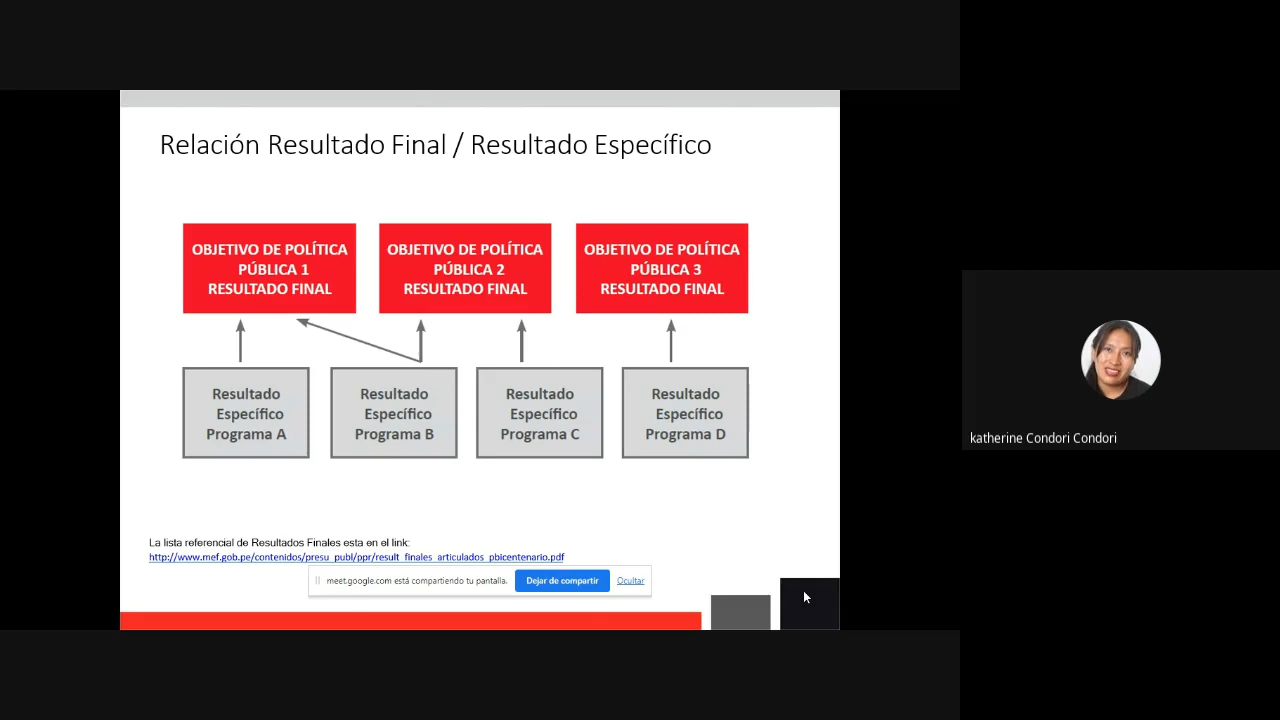 Relación Resultado Final / Resultado Específico
OBJETIVO DE POLÍTICA
PÚBLICA 1
RESULTADO FINAL
OBJETIVO DE POLÍTICA
PÚBLICA 2
RESULTADO FINAL
OBJETIVO DE POLÍTICA
PÚBLICA 3
RESULTADO FINAL
Resultado
Específico
Programa A
Resultado
Específico
Programa B
Resultado
Específico
Programa C
Resultado
Específico
Programa D
La lista referencial de Resultados Finales esta en el link:
http://www.mef.gob.pe/contenidos/presu_publ/ppr/result_finales_articulados_pbicentenario.pdf
meet.google.com está compartiendo tu pantalla.
Dejar de compartir
Ocultar
katherine Condori Condori